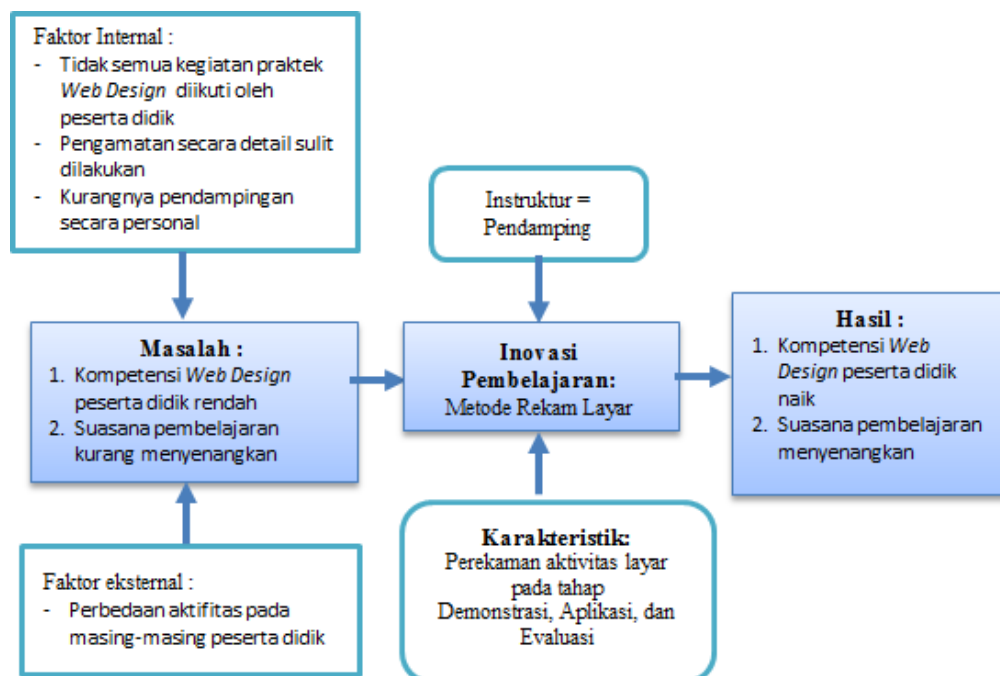 Faktor Internal :
- Tidak semua kegiatan praktek
Web Design diikuti oleh
peserta didik
- Pengamatan secara detail sulit
dilakukan
- Kurangnya pendampingan
secara personal
Instruktur =
Pendamping
Masalah :
1. Kompetensi Web Design
peserta didik rendah
2. Suasana pembelajaran
kurang menyenangkan
Inovasi
Pembelajaran:
Metode Rekam Layar
Hasil :
1. Kompetensi Web
Design peserta didik
naik
2. Suasana pembelajaran
menyenangkan
Faktor eksternal :
- Perbedaan aktifitas pada
masing-masing peserta didik
Karakteristik:
Perekaman aktivitas layar
pada tahap
Demonstrasi, Aplikasi, dan
Evaluasi